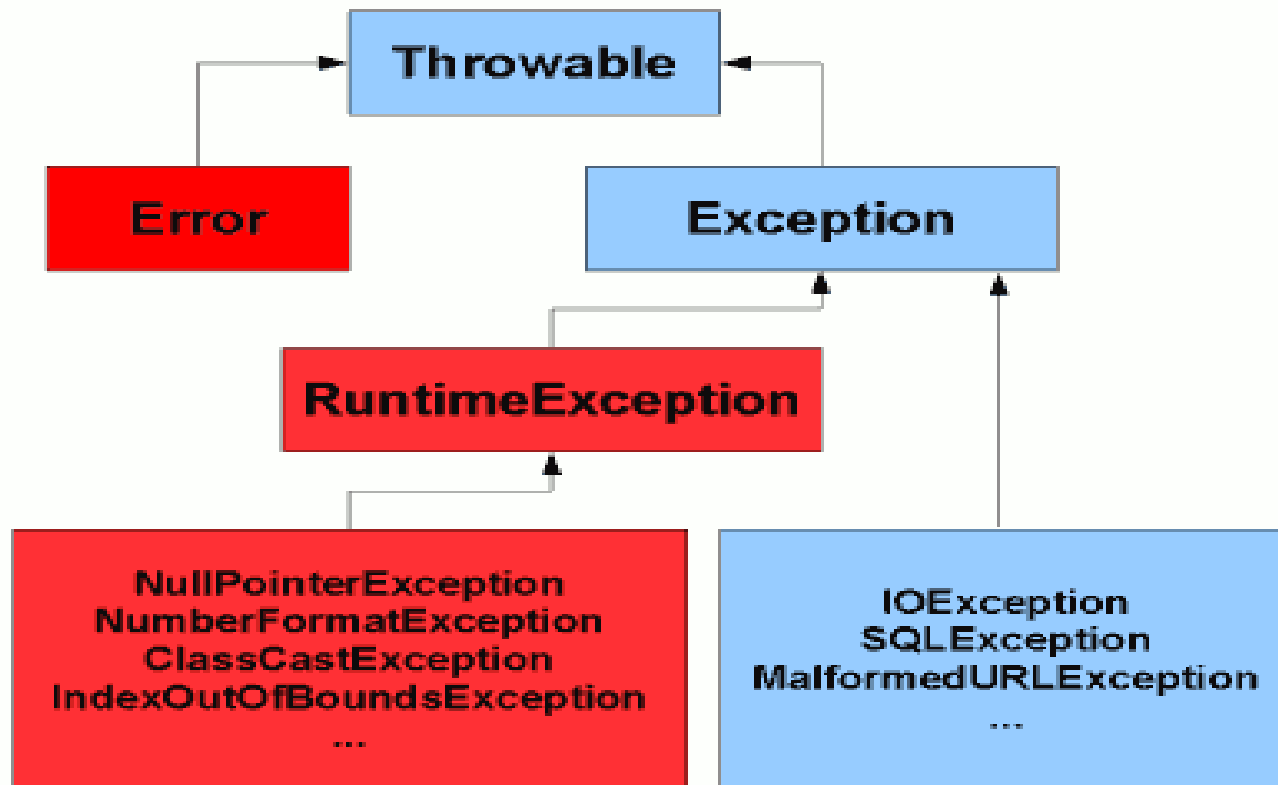 Throwable
Error
Exception
RuntimeException
NullPointerException
NumberFormatException
ClassCastException
IndexOutOfBoundsException
...
IOException
SQLException
MalformedURLException
...